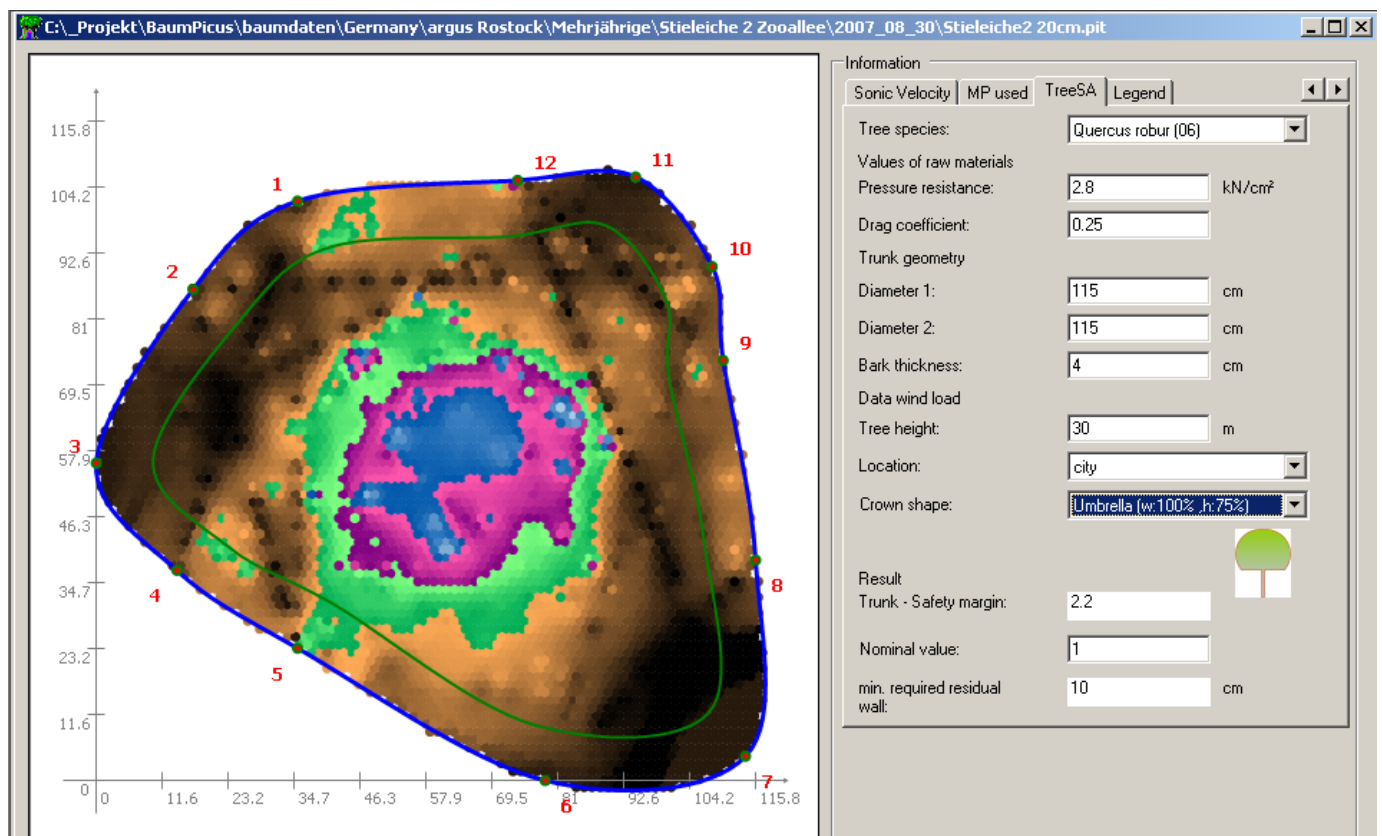 C:\_Projekt\BaumPicus\baumdaten\Germany\argus Rostock\Mehrjährige\Stieleiche 2 Zooallee\2007_08_30\Stieleiche2 20cm.pit
115.8
104.2
92.6
81
69.5
57.9
46.3
34.7
23.2
11.6
0
0 11.6 23.2 34.7 46.3 57.9 69.5 81 92.6 104.2 115.8
1
2
3
4
5
6
7
8
9
10
11
12
Information
Sonic Velocity MP used TreeSA Legend
Tree species: Quercus robur (06)
Values of raw materials
Pressure resistance: 2.8 kN/cm²
Drag coefficient: 0.25
Trunk geometry
Diameter 1: 115 cm
Diameter 2: 115 cm
Bark thickness: 4 cm
Data wind load
Tree height: 30 m
Location: city
Crown shape: Umbrella (w:100% ,h:75%)
Result
Trunk - Safety margin: 2.2
Nominal value: 1
min. required residual 10 cm
wall: